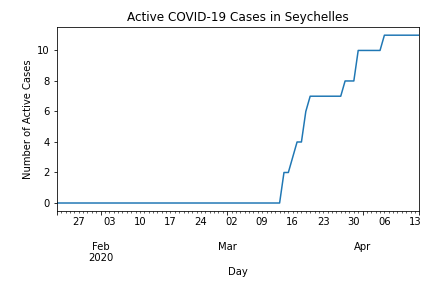 Active COVID-19 Cases in Seychelles
Number of Active Cases
10
8
6
4
2
0
27 03 10 17 24 02 09 16 23 30 06 13
Feb Mar Apr
2020
Day